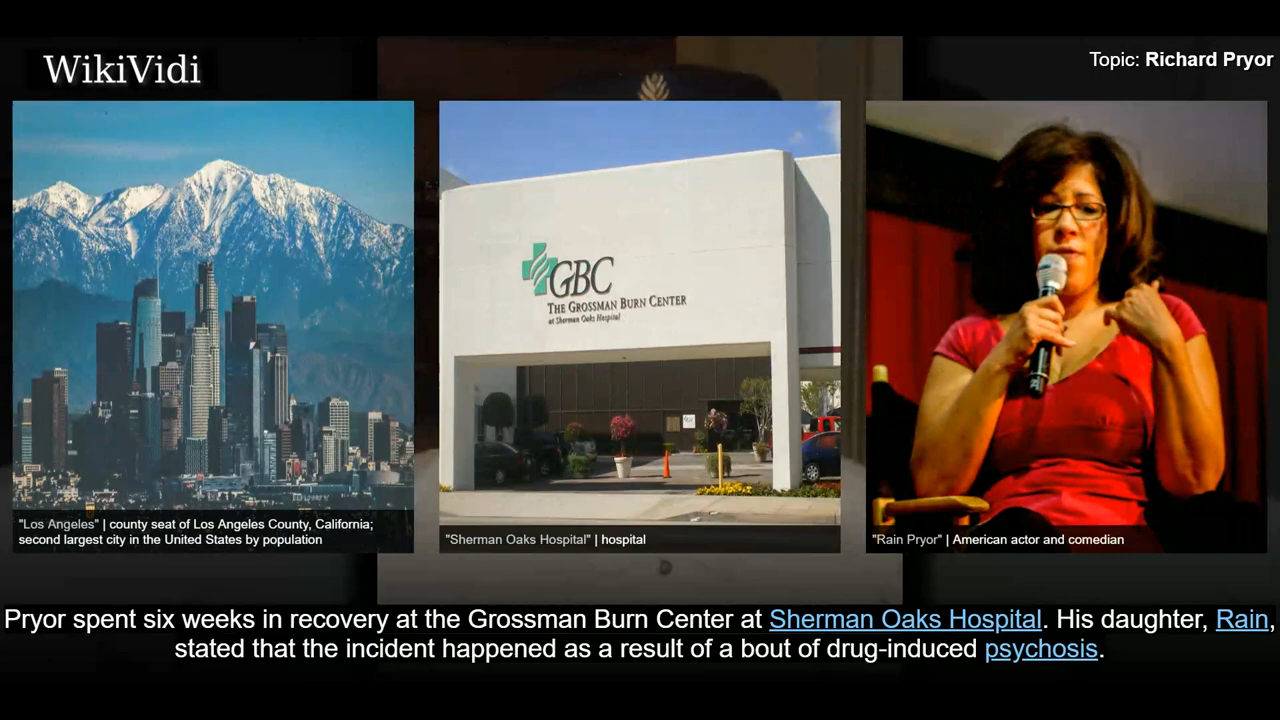 WikiVidi
Topic: Richard Pryor
GBC
THE GROSSMAN BURN CENTER
at Sherman Oaks Hospital
"Los Angeles" | county seat of Los Angeles County, California;
second largest city in the United States by population
"Sherman Oaks Hospital" | hospital
"Rain Pryor" | American actor and comedian
Pryor spent six weeks in recovery at the Grossman Burn Center at Sherman Oaks Hospital. His daughter, Rain,
stated that the incident happened as a result of a bout of drug-induced psychosis.